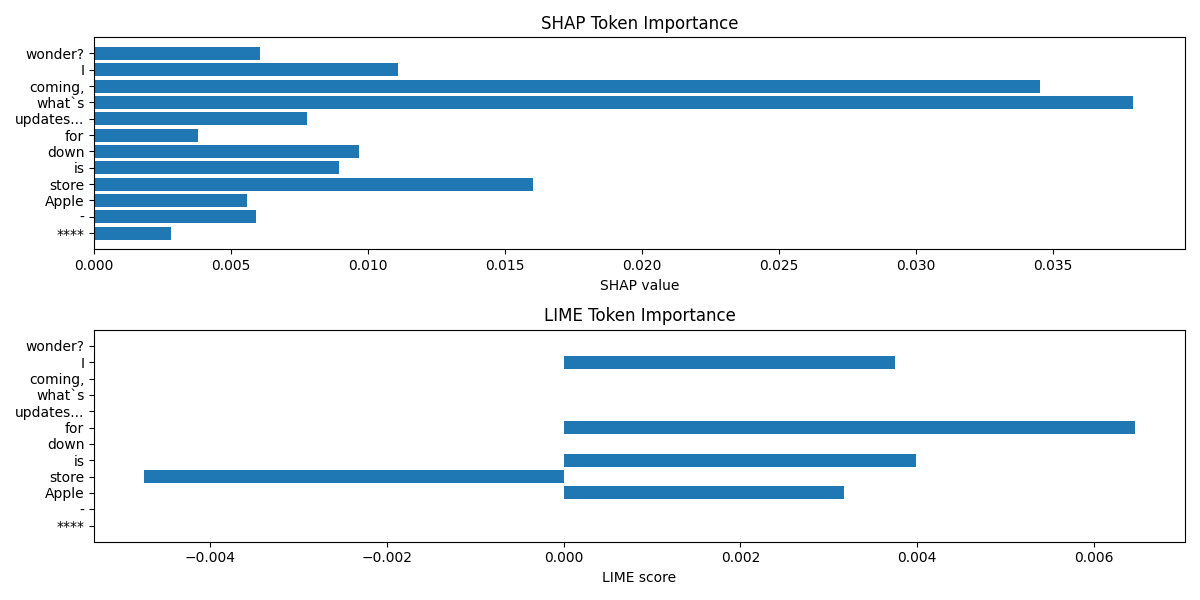 SHAP Token Importance
wonder?
I
coming,
what`s
updates...
for
down
is
store
Apple
-
****
0.000 0.005 0.010 0.015 0.020 0.025 0.030 0.035
SHAP value
LIME Token Importance
wonder?
I
coming,
what`s
updates...
for
down
is
store
Apple
-
****
−0.004 −0.002 0.000 0.002 0.004 0.006
LIME score